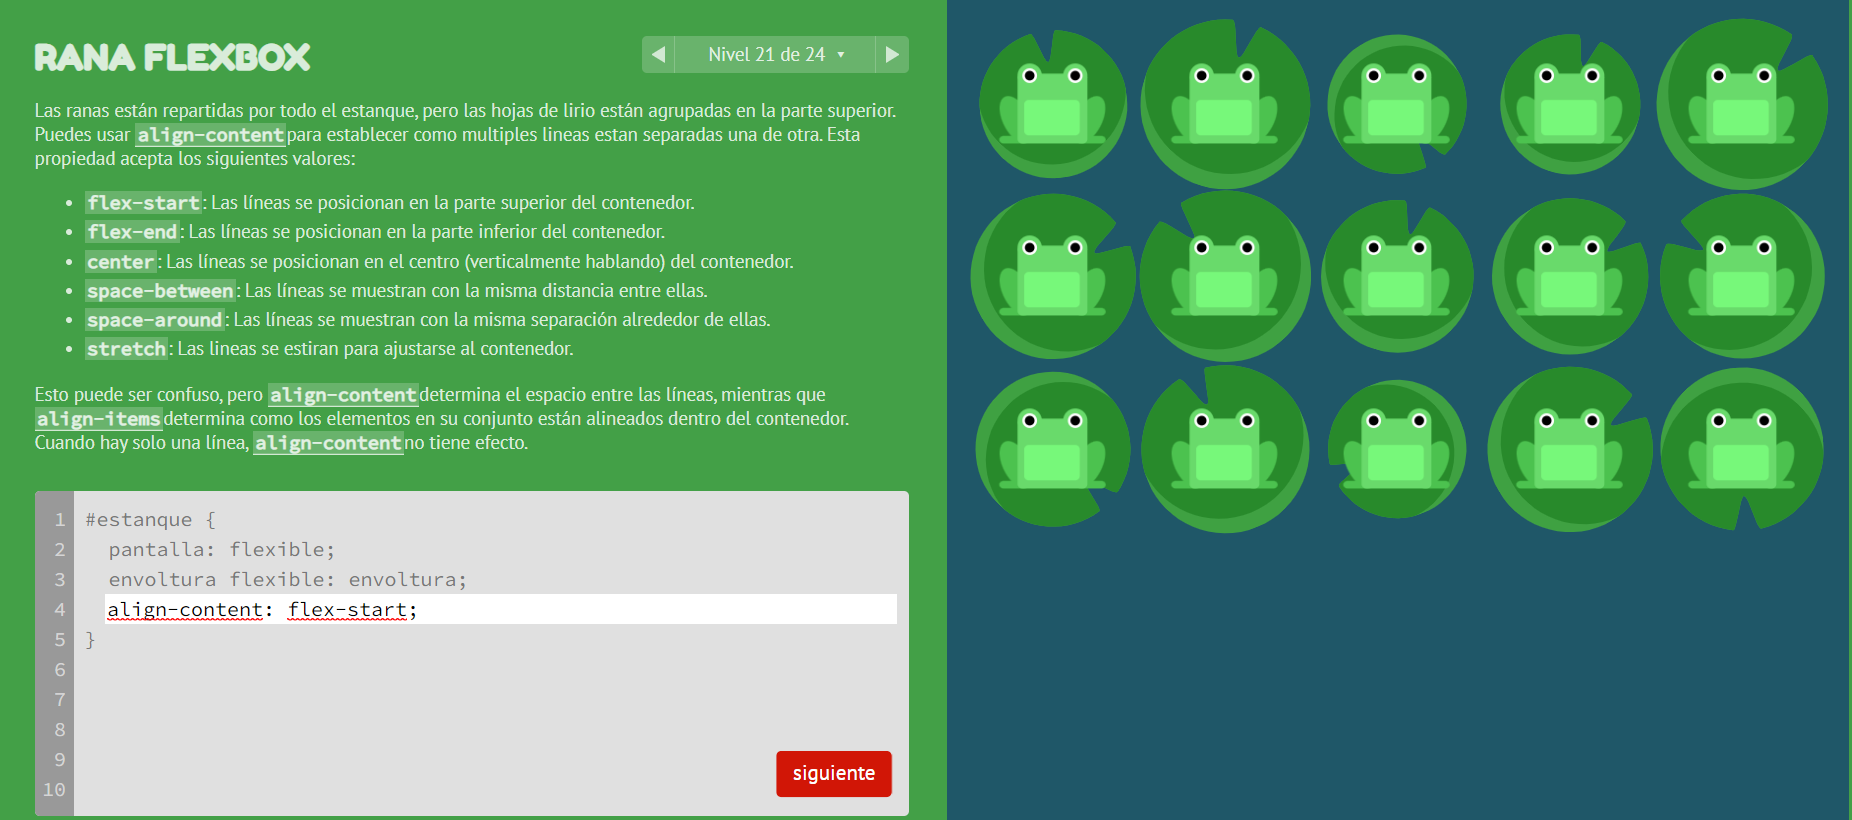 RANA FLEXBOX
Nivel 21 de 24
Las ranas están repartidas por todo el estanque, pero las hojas de lirio están agrupadas en la parte superior.
Puedes usar align-content para establecer como multiples lineas estan separadas una de otra. Esta
propiedad acepta los siguientes valores:
• flex-start: Las líneas se posicionan en la parte superior del contenedor.
• flex-end: Las líneas se posicionan en la parte inferior del contenedor.
• center: Las líneas se posicionan en el centro (verticalmente hablando) del contenedor.
• space-between: Las líneas se muestran con la misma distancia entre ellas.
• space-around: Las líneas se muestran con la misma separación alrededor de ellas.
• stretch: Las lineas se estiran para ajustarse al contenedor.
Esto puede ser confuso, pero align-content determina el espacio entre las líneas, mientras que
align-items determina como los elementos en su conjunto están alineados dentro del contenedor.
Cuando hay solo una línea, align-content no tiene efecto.
1 #estanque {
2 pantalla: flexible;
3 envoltura flexible: envoltura;
4 align-content: flex-start;
5 }
6
7
8
9
10
siguiente